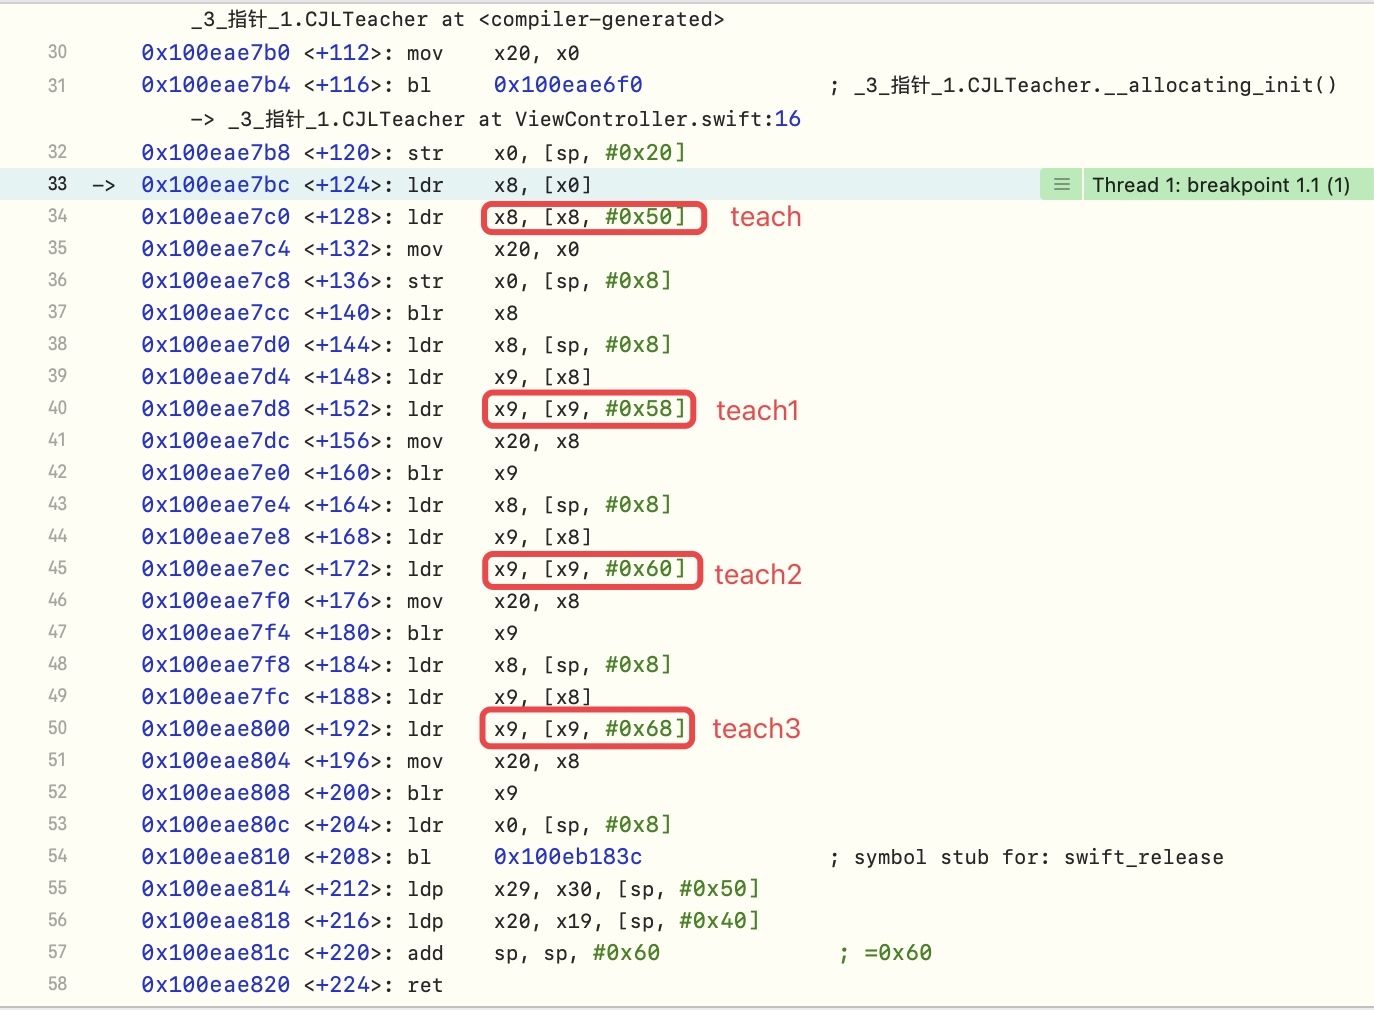 _3_指针_1.CJLTeacher at <compiler-generated>
30 0x100eae7b0 <+112>: mov x20, x0
31 0x100eae7b4 <+116>: bl 0x100eae6f0 ; _3_指针_1.CJLTeacher.__allocating_init()
-> _3_指针_1.CJLTeacher at ViewController.swift:16
32 0x100eae7b8 <+120>: str x0, [sp, #0x20]
33 -> 0x100eae7bc <+124>: ldr x8, [x0] Thread 1: breakpoint 1.1 (1)
34 0x100eae7c0 <+128>: ldr x8, [x8, #0x50] teach
35 0x100eae7c4 <+132>: mov x20, x0
36 0x100eae7c8 <+136>: str x0, [sp, #0x8]
37 0x100eae7cc <+140>: blr x8
38 0x100eae7d0 <+144>: ldr x8, [sp, #0x8]
39 0x100eae7d4 <+148>: ldr x9, [x8]
40 0x100eae7d8 <+152>: ldr x9, [x9, #0x58] teach1
41 0x100eae7dc <+156>: mov x20, x8
42 0x100eae7e0 <+160>: blr x9
43 0x100eae7e4 <+164>: ldr x8, [sp, #0x8]
44 0x100eae7e8 <+168>: ldr x9, [x8]
45 0x100eae7ec <+172>: ldr x9, [x9, #0x60] teach2
46 0x100eae7f0 <+176>: mov x20, x8
47 0x100eae7f4 <+180>: blr x9
48 0x100eae7f8 <+184>: ldr x8, [sp, #0x8]
49 0x100eae7fc <+188>: ldr x9, [x8]
50 0x100eae800 <+192>: ldr x9, [x9, #0x68] teach3
51 0x100eae804 <+196>: mov x20, x8
52 0x100eae808 <+200>: blr x9
53 0x100eae80c <+204>: ldr x0, [sp, #0x8]
54 0x100eae810 <+208>: bl 0x100eb183c ; symbol stub for: swift_release
55 0x100eae814 <+212>: ldp x29, x30, [sp, #0x50]
56 0x100eae818 <+216>: ldp x20, x19, [sp, #0x40]
57 0x100eae81c <+220>: add sp, sp, #0x60 ; =0x60
58 0x100eae820 <+224>: ret